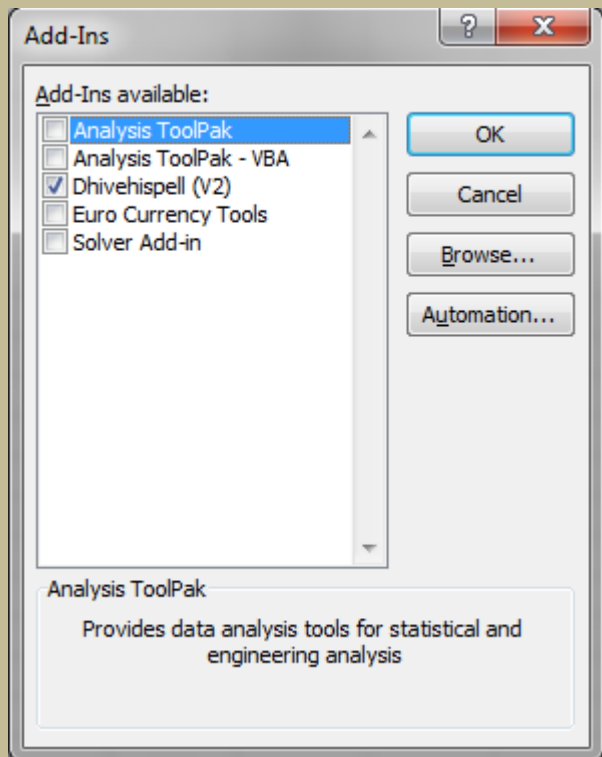 Add-Ins
?
X
Add-Ins available:
Analysis ToolPak
Analysis ToolPak - VBA
Dhivehispell (V2)
Euro Currency Tools
Solver Add-in
OK
Cancel
Browse...
Automation...
Analysis ToolPak
Provides data analysis tools for statistical and
engineering analysis